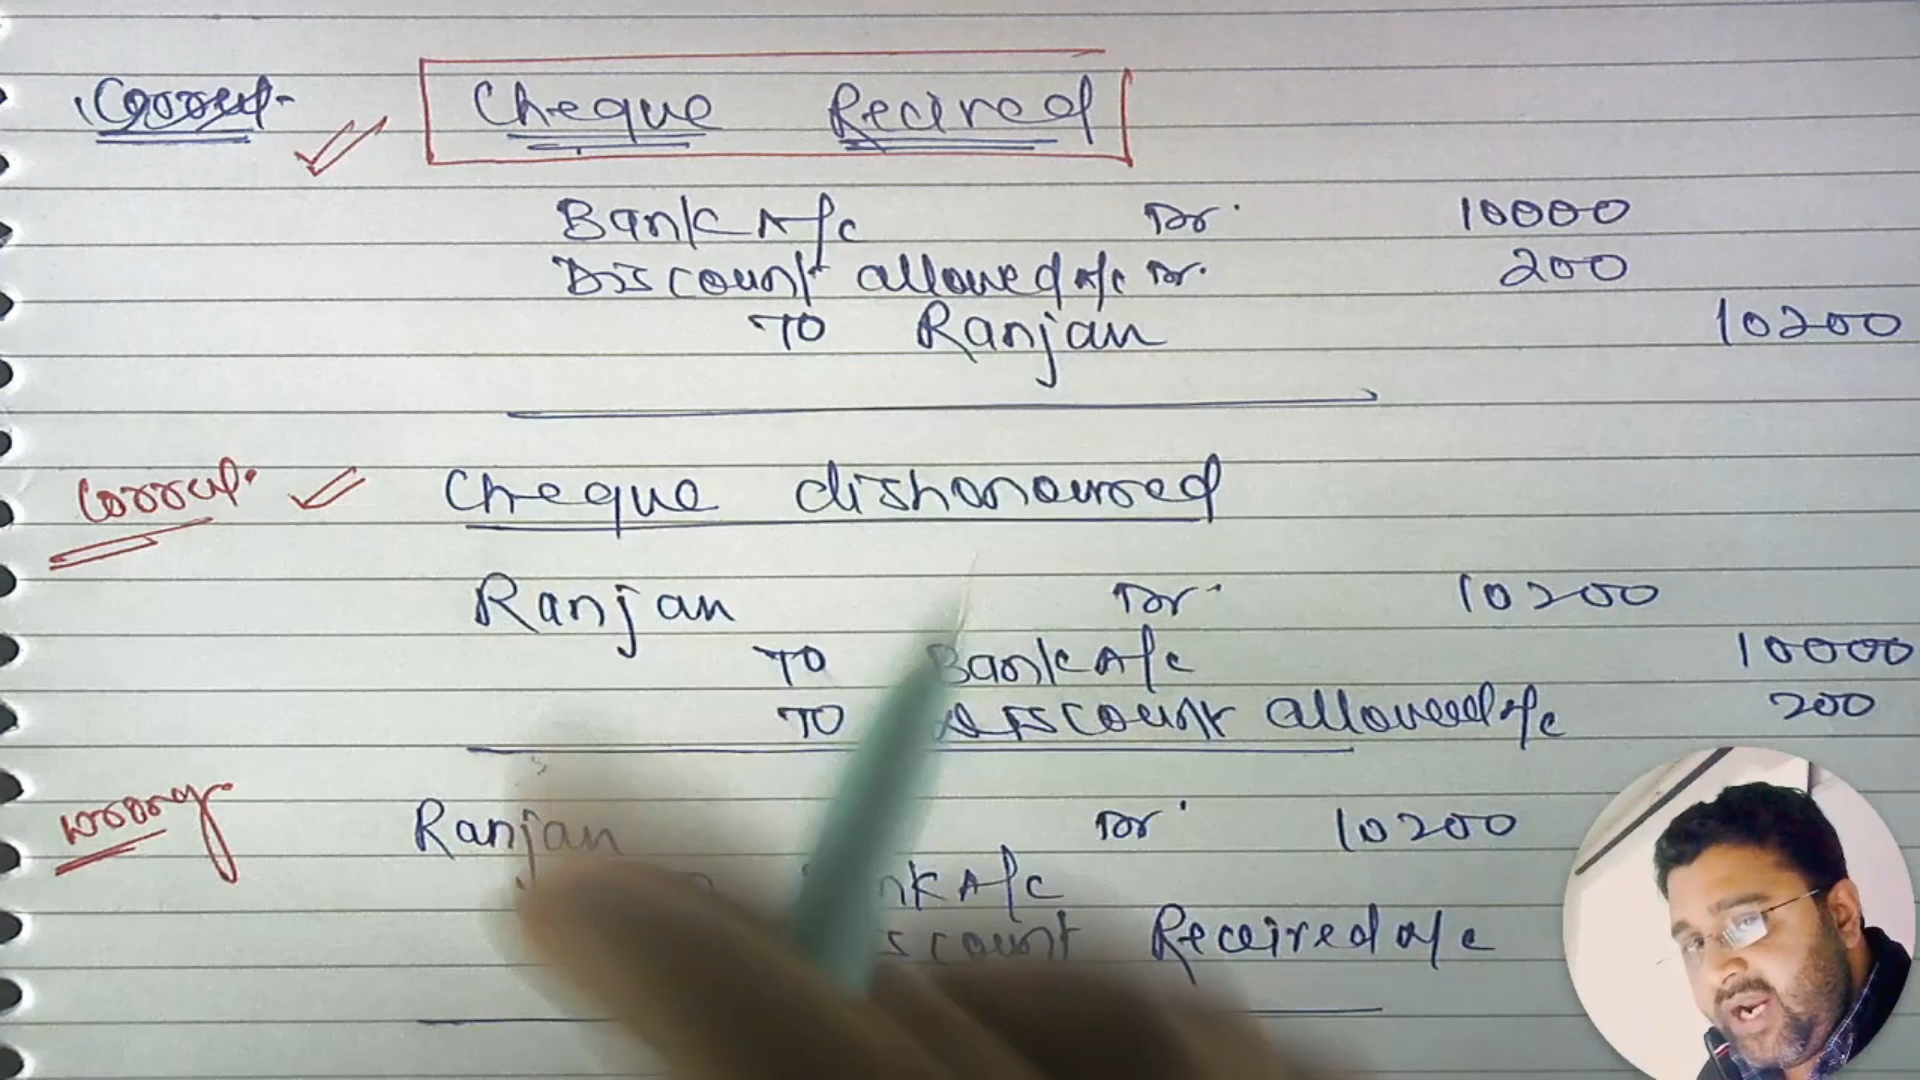 Correct
Cheque Recived
Bank A/c Dr. 10000
Discount allowed A/c Dr. 200
TO Ranjan 10200
Correct. Cheque dishonoured
Ranjan Dr. 10200
TO Bank A/c 10000
TO Discount allowed A/c 200
wrong
Ranjan Dr. 10200
A/c
Received A/c